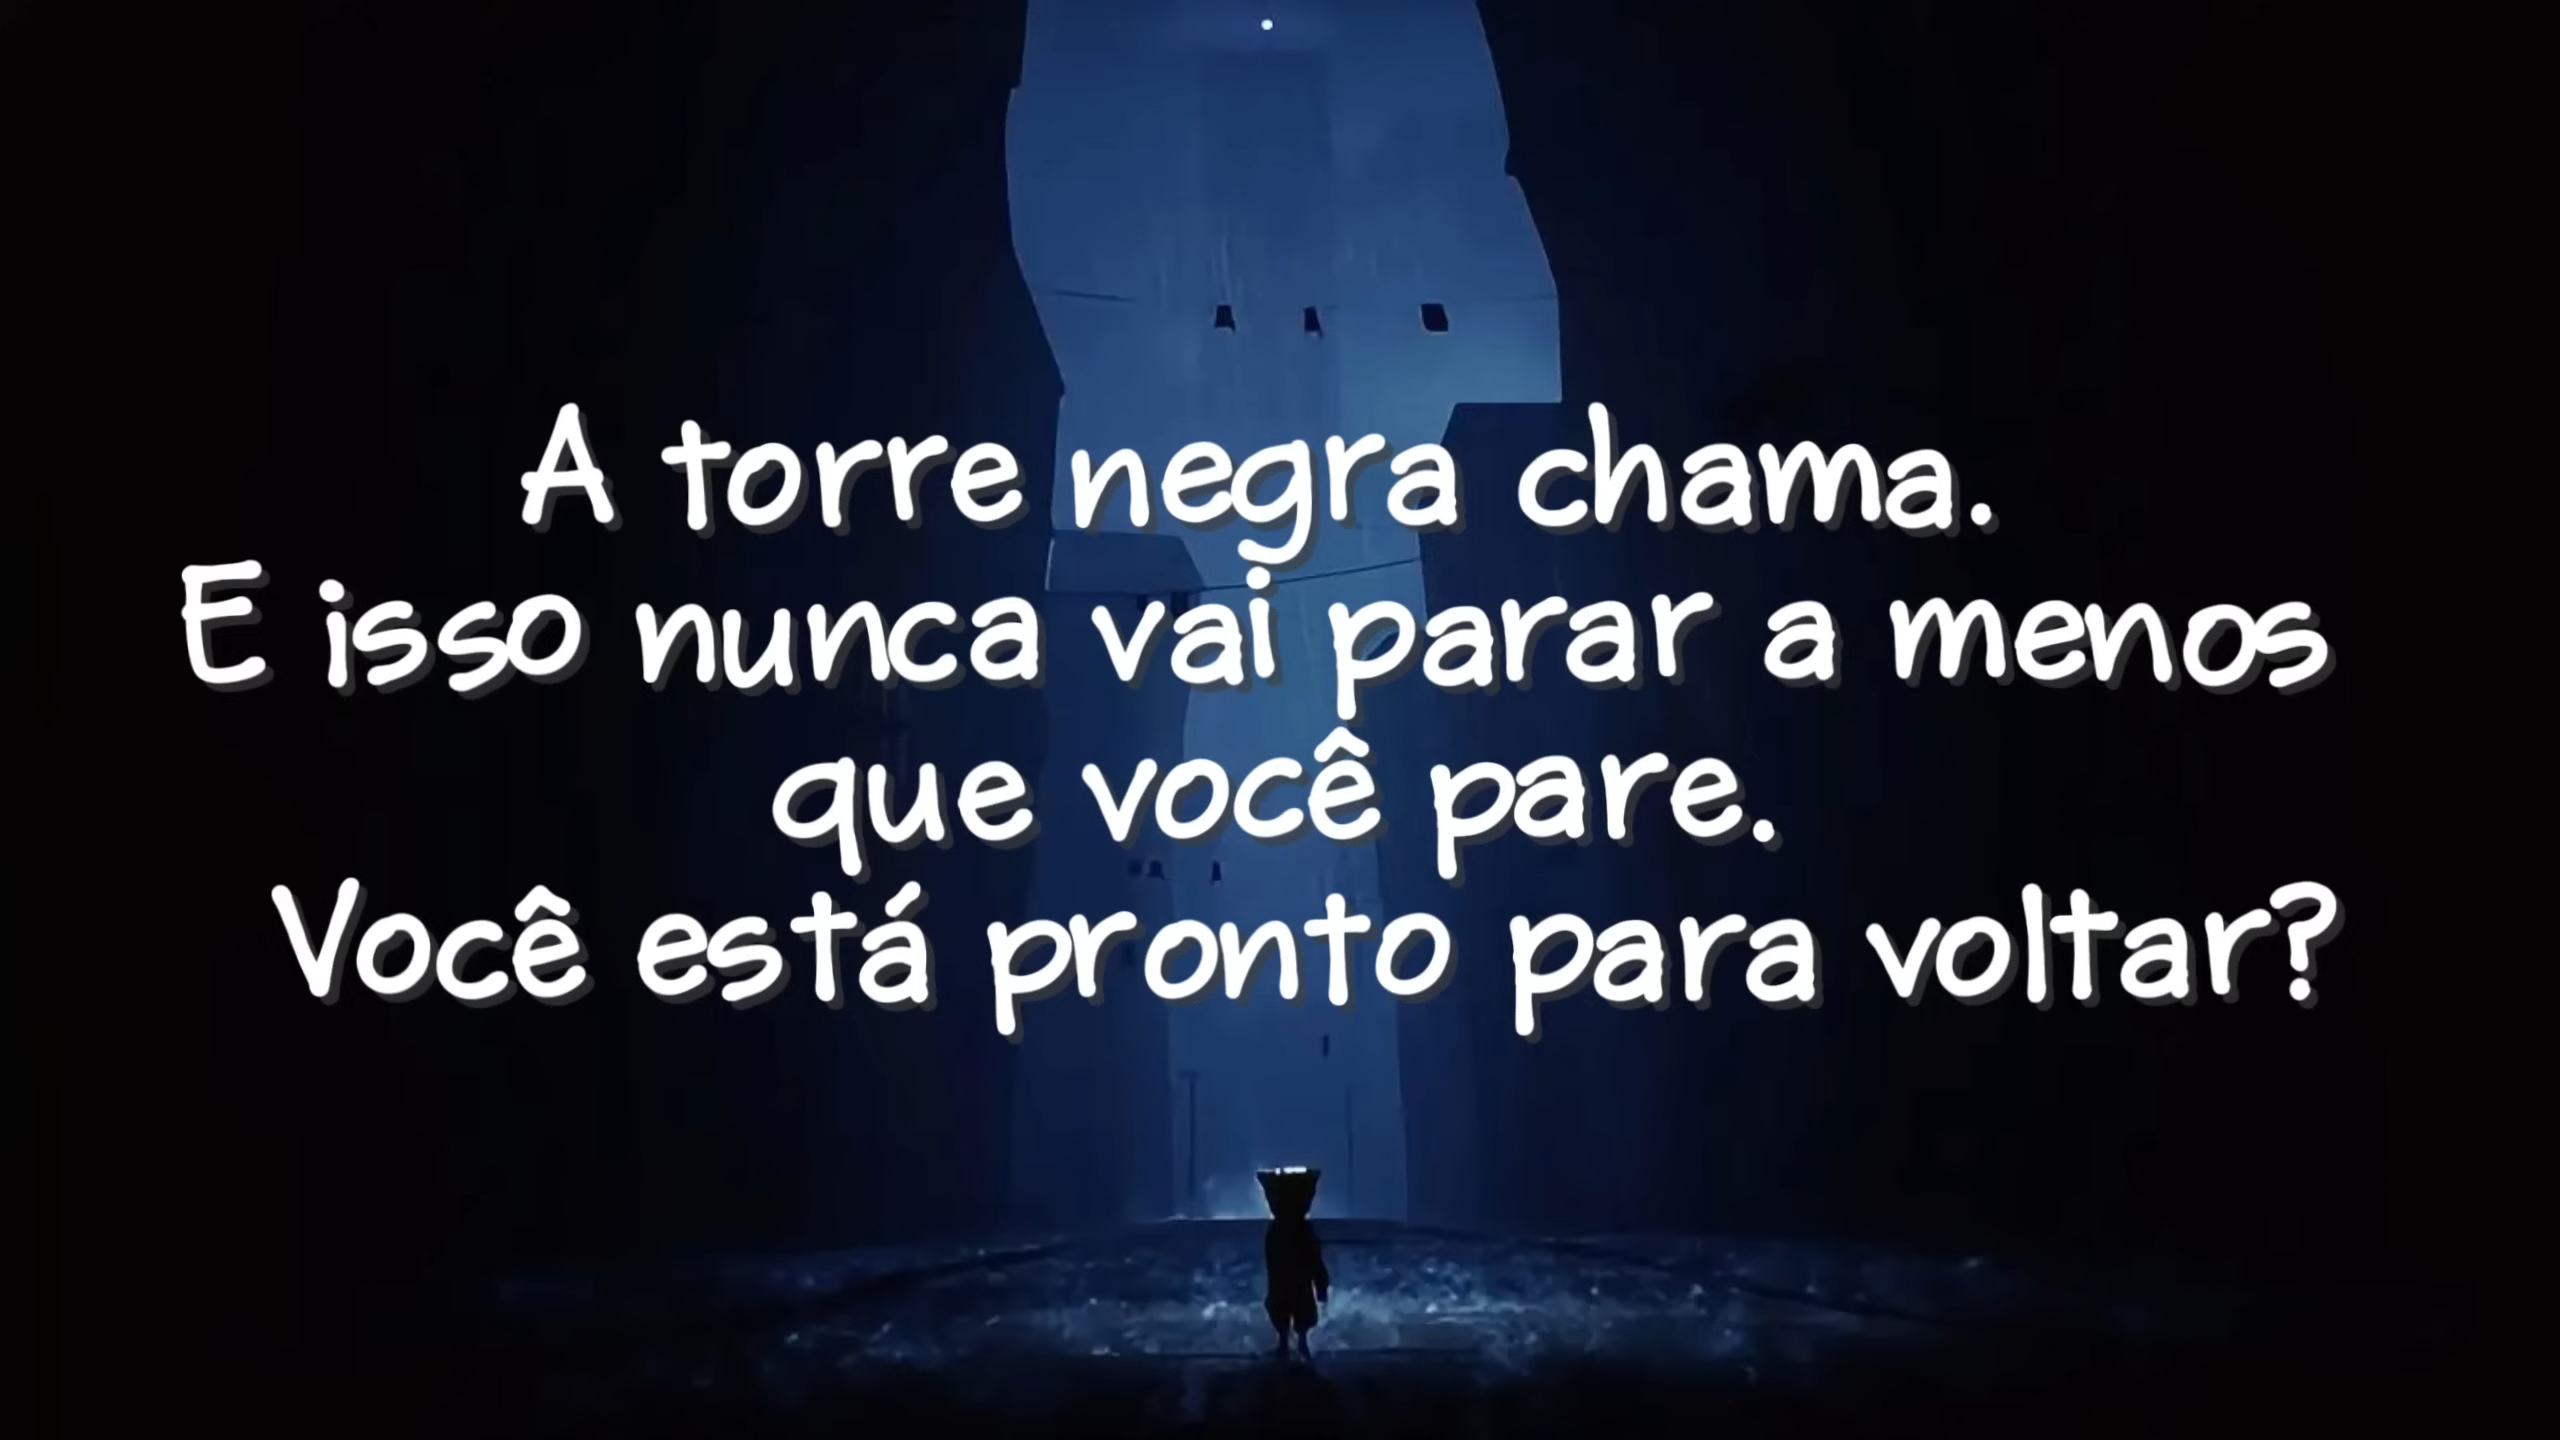 A torre negra chama.
E isso nunca vai parar a menos
que você pare.
Você está pronto para voltar?